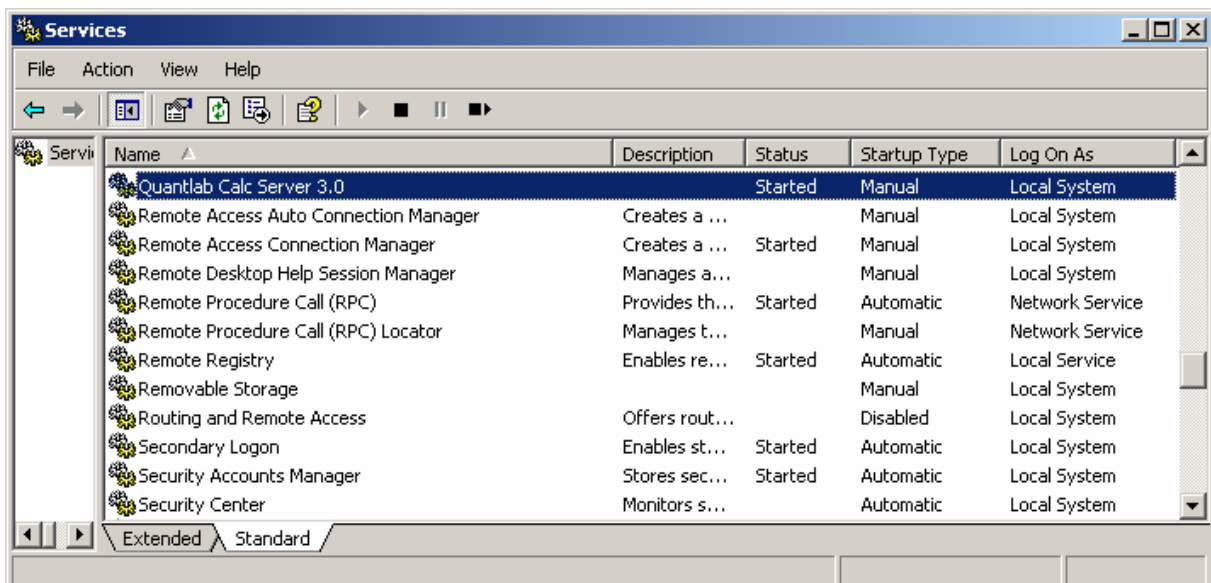 Services
File Action View Help
Servi
Name Description Status Startup Type Log On As
Quantlab Calc Server 3.0 Started Manual Local System
Remote Access Auto Connection Manager Creates a ... Manual Local System
Remote Access Connection Manager Creates a ... Started Manual Local System
Remote Desktop Help Session Manager Manages a... Manual Local System
Remote Procedure Call (RPC) Provides th... Started Automatic Network Service
Remote Procedure Call (RPC) Locator Manages t... Manual Network Service
Remote Registry Enables re... Started Automatic Local Service
Removable Storage Manual Local System
Routing and Remote Access Offers rout... Disabled Local System
Secondary Logon Enables st... Started Automatic Local System
Security Accounts Manager Stores sec... Started Automatic Local System
Security Center Monitors s... Automatic Local System
Extended Standard